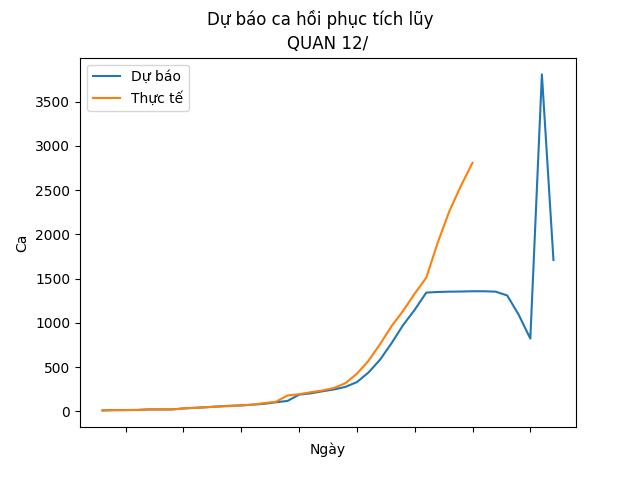 Dự báo ca hồi phục tích lũy
QUAN 12/
Dự báo
Thực tế
3500
3000
2500
2000
1500
1000
500
0
Ca
Ngày